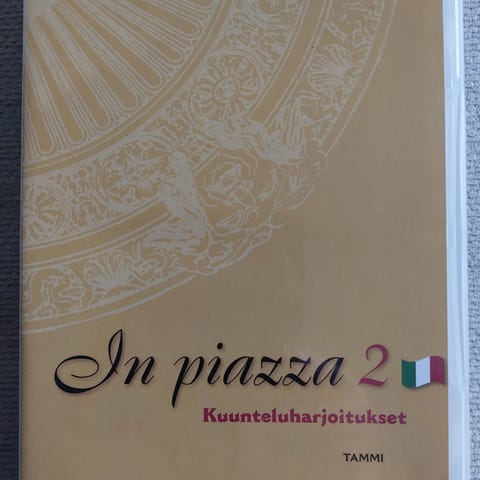 In piazza 2
Kuunteluharjoitukset
TAMMI